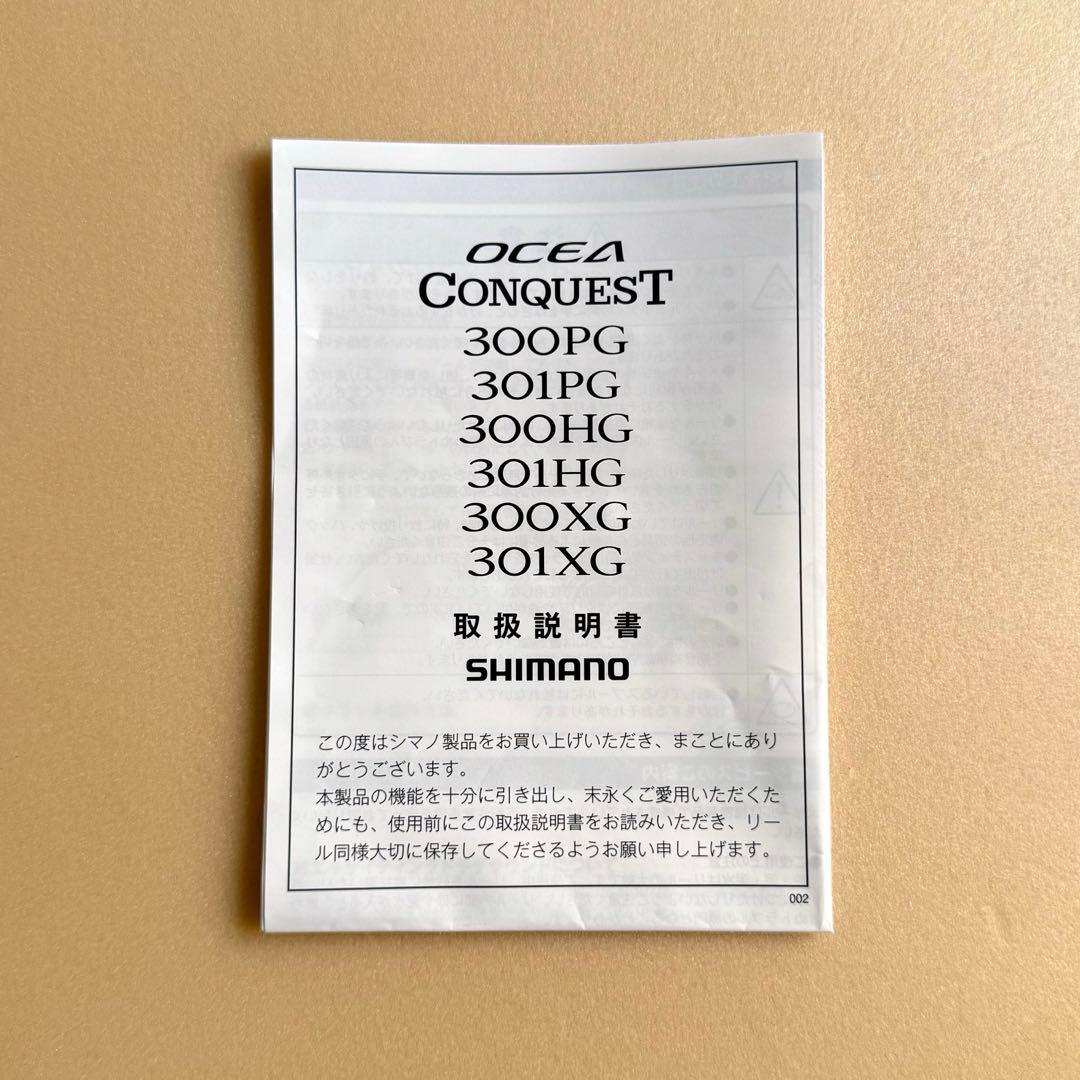 OCEA
CONQUEST
300PG
301PG
300HG
301HG
300XG
301XG
取扱説明書
SHIMANO
この度はシマノ製品をお買い上げいただき、まことにあり
がとうございます。
本製品の機能を十分に引き出し、末永くご愛用いただくた
めにも、使用前にこの取扱説明書をお読みいただき、リー
ル同様大切に保存してくださるようお願い申し上げます。
002